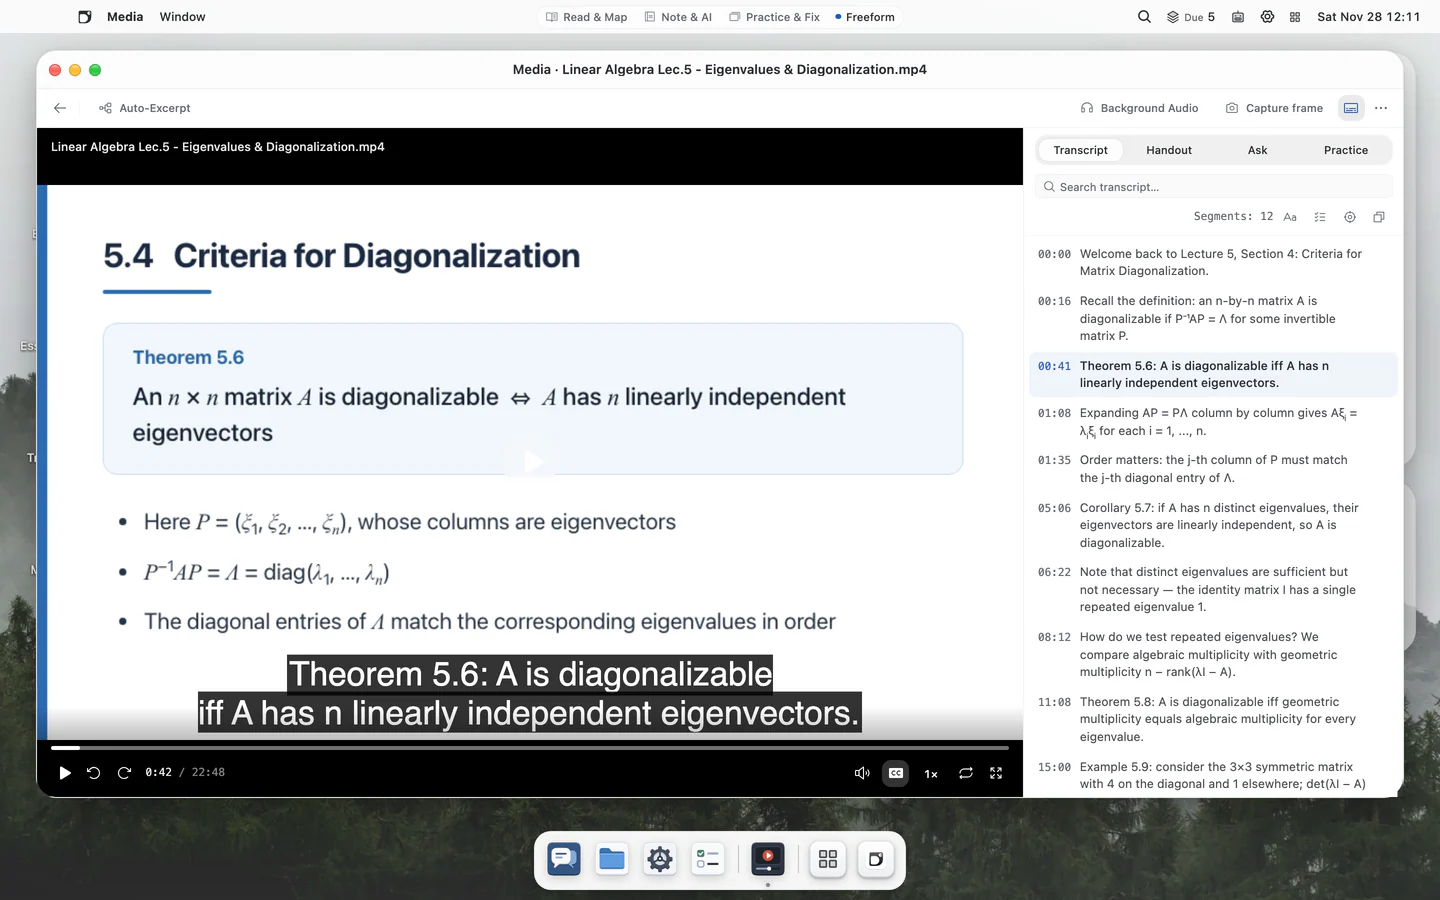 Media Window
Read & Map Note & AI Practice & Fix Freeform
Due 5 Sat Nov 28 12:11
Media · Linear Algebra Lec.5 - Eigenvalues & Diagonalization.mp4
Auto-Excerpt
Background Audio Capture frame
Linear Algebra Lec.5 - Eigenvalues & Diagonalization.mp4
5.4 Criteria for Diagonalization
Theorem 5.6
An n × n matrix A is diagonalizable ⇔ A has n linearly independent
eigenvectors
Here P = (ξ₁, ξ₂, ..., ξₙ), whose columns are eigenvectors
P⁻¹AP = Λ = diag(λ₁, ..., λₙ)
The diagonal entries of Λ match the corresponding eigenvalues in order
Theorem 5.6: A is diagonalizable
iff A has n linearly independent eigenvectors.
0:42 / 22:48
CC 1×
Transcript Handout Ask Practice
Search transcript...
Segments: 12 Aa
00:00 Welcome back to Lecture 5, Section 4: Criteria for
Matrix Diagonalization.
00:16 Recall the definition: an n-by-n matrix A is
diagonalizable if P⁻¹AP = Λ for some invertible
matrix P.
00:41 Theorem 5.6: A is diagonalizable iff A has n
linearly independent eigenvectors.
01:08 Expanding AP = PΛ column by column gives Aξᵢ =
λᵢξᵢ for each i = 1, ..., n.
01:35 Order matters: the j-th column of P must match
the j-th diagonal entry of Λ.
05:06 Corollary 5.7: if A has n distinct eigenvalues, their
eigenvectors are linearly independent, so A is
diagonalizable.
06:22 Note that distinct eigenvalues are sufficient but
not necessary — the identity matrix I has a single
repeated eigenvalue 1.
08:12 How do we test repeated eigenvalues? We
compare algebraic multiplicity with geometric
multiplicity n − rank(λI − A).
11:08 Theorem 5.8: A is diagonalizable iff geometric
multiplicity equals algebraic multiplicity for every
eigenvalue.
15:00 Example 5.9: consider the 3×3 symmetric matrix
with 4 on the diagonal and 1 elsewhere; det(λI − A)